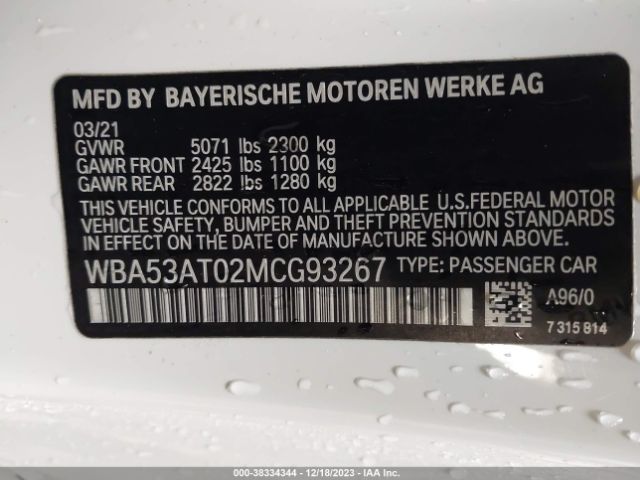 MFD BY BAYERISCHE MOTOREN WERKE AG
03/21
GVWR 5071 lbs 2300 kg
GAWR FRONT 2425 lbs 1100 kg
GAWR REAR 2822 lbs 1280 kg
THIS VEHICLE CONFORMS TO ALL APPLICABLE U.S.FEDERAL MOTOR
VEHICLE SAFETY, BUMPER AND THEFT PREVENTION STANDARDS
IN EFFECT ON THE DATE OF MANUFACTURE SHOWN ABOVE.
WBA53AT02MCG93267 TYPE: PASSENGER CAR
A96/0
7 315 814
000-38334344 - 12/18/2023 - IAA Inc.